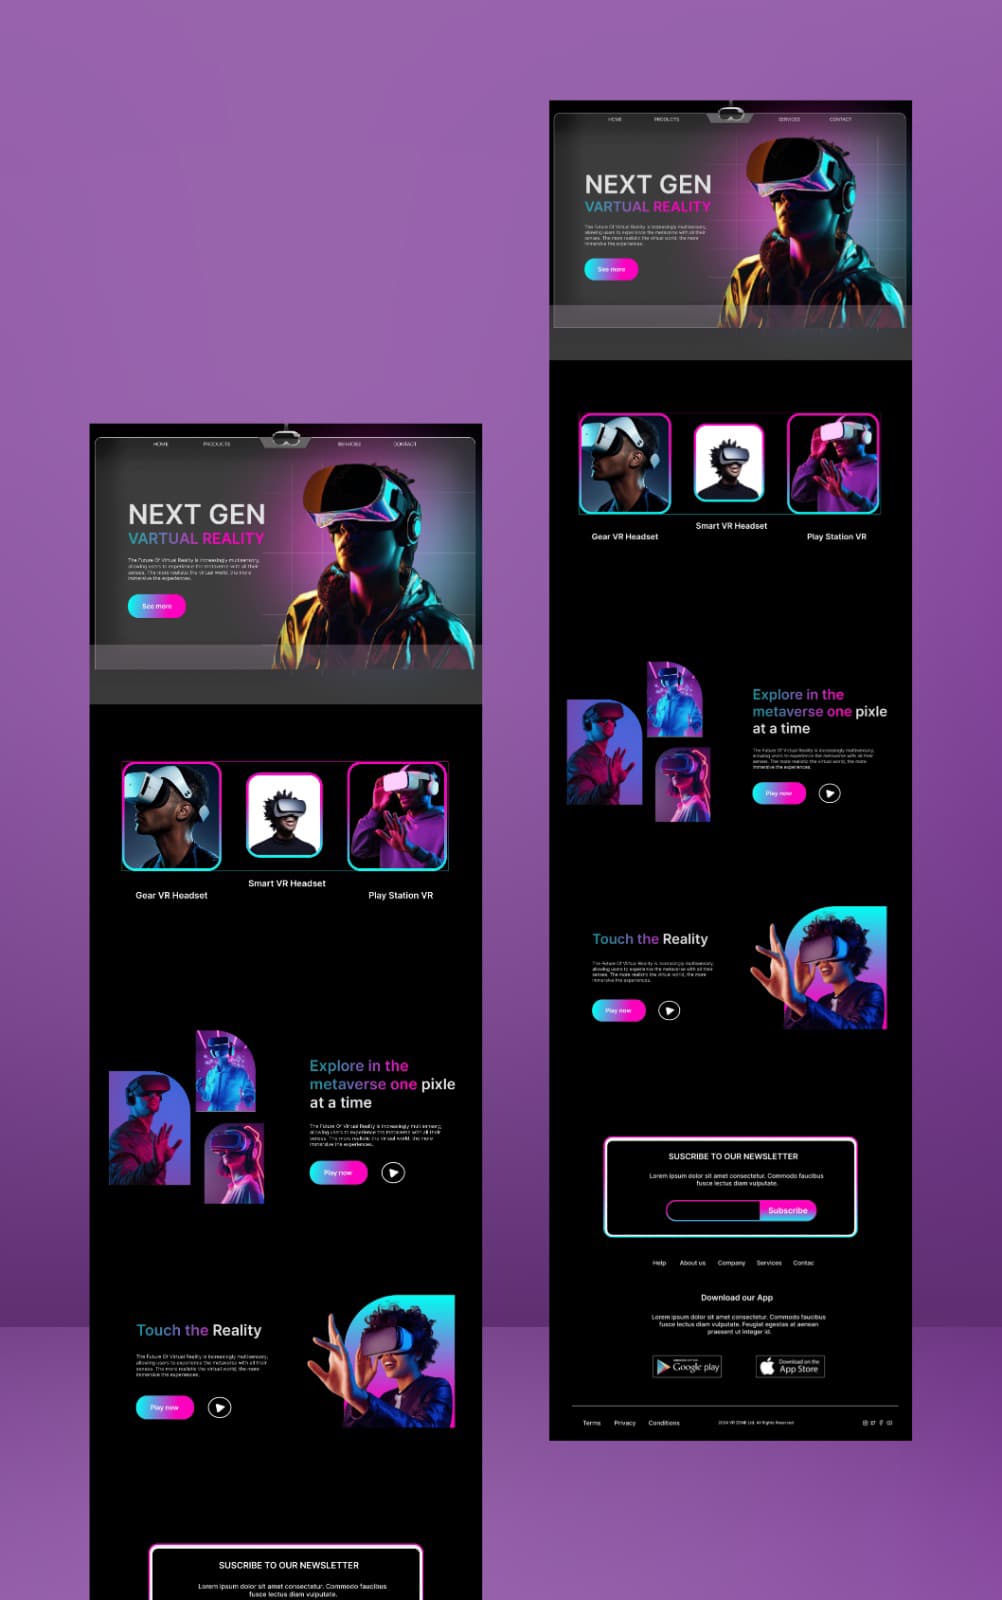 HOME PRODUCTS SERVICES CONTACT
NEXT GEN
VARTUAL REALITY
The Future Of Virtual Reality is increasingly multisensory,
allowing users to experience the metaverse with all their
senses. The more realistic the virtual world, the more
immersive the experiences.
See more
Gear VR Headset
Smart VR Headset
Play Station VR
Explore in the
metaverse one pixle
at a time
The Future Of Virtual Reality is increasingly multisensory,
allowing users to experience the metaverse with all their
senses. The more realistic the virtual world, the more
immersive the experiences.
Play now
Touch the Reality
The Future Of Virtual Reality is increasingly multisensory,
allowing users to experience the metaverse with all their
senses. The more realistic the virtual world, the more
immersive the experiences.
Play now
SUSCRIBE TO OUR NEWSLETTER
Lorem ipsum dolor sit amet consectetur. Commodo faucibus
fusce lectus diam vulputate.
HOME PRODUCTS SERVICES CONTACT
NEXT GEN
VARTUAL REALITY
The Future Of Virtual Reality is increasingly multisensory,
allowing users to experience the metaverse with all their
senses. The more realistic the virtual world, the more
immersive the experiences.
See more
Gear VR Headset
Smart VR Headset
Play Station VR
Explore in the
metaverse one pixle
at a time
The Future Of Virtual Reality is increasingly multisensory,
allowing users to experience the metaverse with all their
senses. The more realistic the virtual world, the more
immersive the experiences.
Play now
Touch the Reality
The Future Of Virtual Reality is increasingly multisensory,
allowing users to experience the metaverse with all their
senses. The more realistic the virtual world, the more
immersive the experiences.
Play now
SUSCRIBE TO OUR NEWSLETTER
Lorem ipsum dolor sit amet consectetur. Commodo faucibus
fusce lectus diam vulputate.
Subscribe
Help About us Company Services Contac
Download our App
Lorem ipsum dolor sit amet consectetur. Commodo faucibus
fusce lectus diam vulputate. Feugiat egestas at aenean
praesent ut integer id.
Google play
Download on the
App Store
Terms Privacy Conditions 2024 VR ZONE Ltd. All Rights Reserved